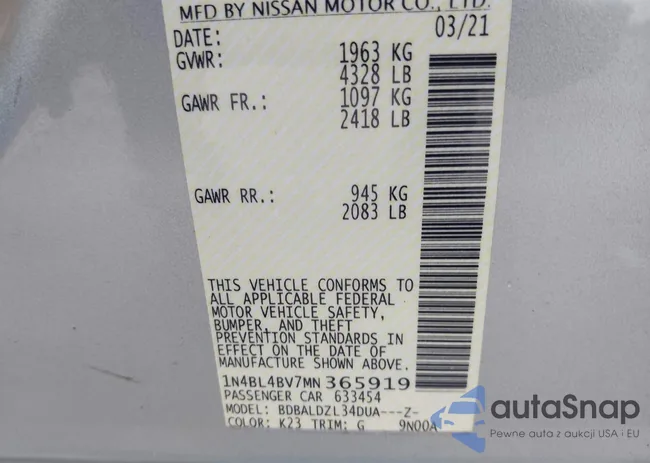 MFD BY NISSAN MOTOR CO., LTD.
DATE: 03/21
GVWR: 1963 KG
4328 LB
GAWR FR.: 1097 KG
2418 LB
GAWR RR.: 945 KG
2083 LB
THIS VEHICLE CONFORMS TO
ALL APPLICABLE FEDERAL
MOTOR VEHICLE SAFETY,
BUMPER, AND THEFT
PREVENTION STANDARDS IN
EFFECT ON THE DATE OF
MANUFACTURE SHOWN ABOVE.
1N4BL4BV7MN365919
PASSENGER CAR 633454
MODEL: BDBALDZL34DUA---Z-
COLOR: K23 TRIM: G 9N00A
autoSnap
Pewne auta z aukcji USA i EU